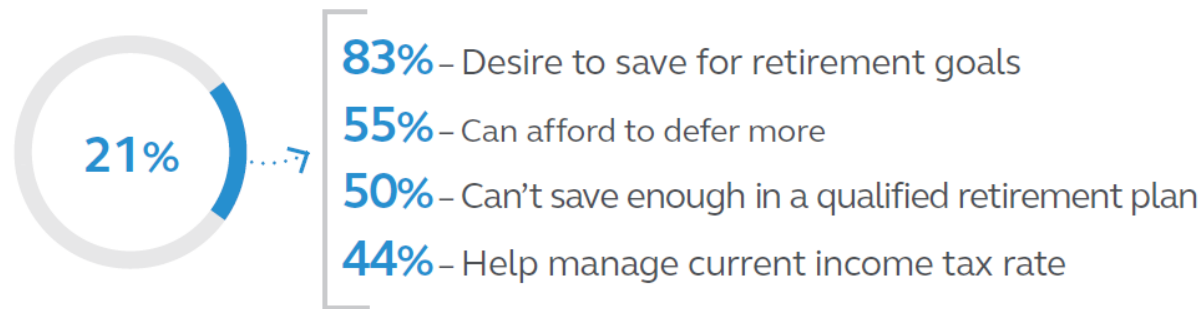 21%
83% – Desire to save for retirement goals
55% – Can afford to defer more
50% – Can’t save enough in a qualified retirement plan
44% – Help manage current income tax rate